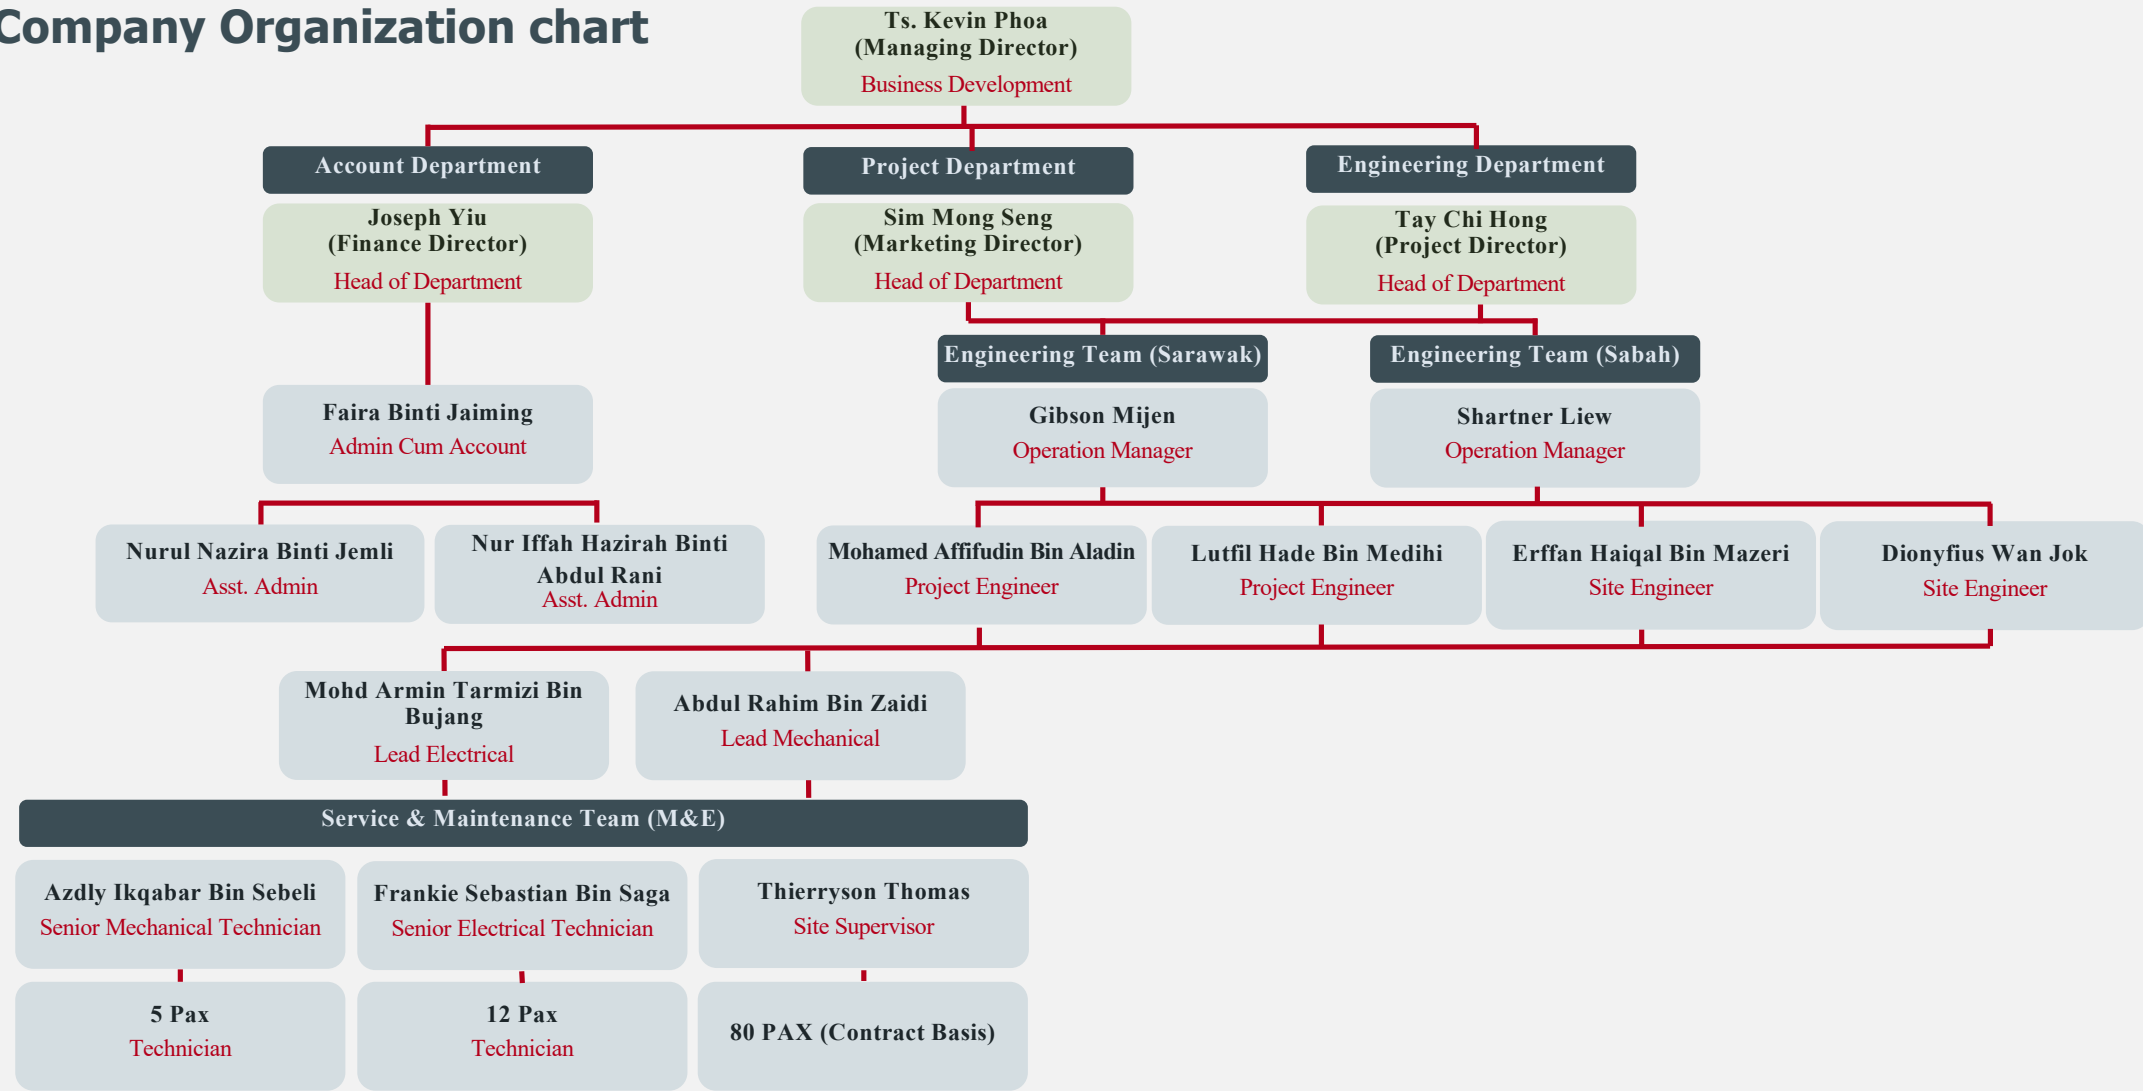 Company Organization chart
Ts. Kevin Phoa
(Managing Director)
Business Development
Account Department
Project Department
Engineering Department
Joseph Yiu
(Finance Director)
Head of Department
Sim Mong Seng
(Marketing Director)
Head of Department
Tay Chi Hong
(Project Director)
Head of Department
Engineering Team (Sarawak)
Engineering Team (Sabah)
Faira Binti Jaiming
Admin Cum Account
Gibson Mijen
Operation Manager
Shartner Liew
Operation Manager
Nurul Nazira Binti Jemli
Asst. Admin
Nur Iffah Hazirah Binti
Abdul Rani
Asst. Admin
Mohamed Affifudin Bin Aladin
Project Engineer
Lutfil Hade Bin Medihi
Project Engineer
Erffan Haiqal Bin Mazeri
Site Engineer
Dionyfius Wan Jok
Site Engineer
Mohd Armin Tarmizi Bin
Bujang
Lead Electrical
Abdul Rahim Bin Zaidi
Lead Mechanical
Service & Maintenance Team (M&E)
Azdly Ikqabar Bin Sebeli
Senior Mechanical Technician
Frankie Sebastian Bin Saga
Senior Electrical Technician
Thierryson Thomas
Site Supervisor
5 Pax
Technician
12 Pax
Technician
80 PAX (Contract Basis)